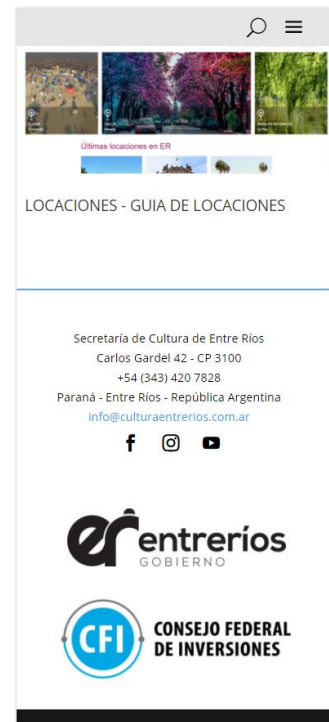 Últimas locaciones en ER
LOCACIONES - GUIA DE LOCACIONES
Secretaría de Cultura de Entre Ríos
Carlos Gardel 42 - CP 3100
+54 (343) 420 7828
Paraná - Entre Ríos - República Argentina
info@culturaentrerios.com.ar
er entreríos
GOBIERNO
CFI CONSEJO FEDERAL
DE INVERSIONES